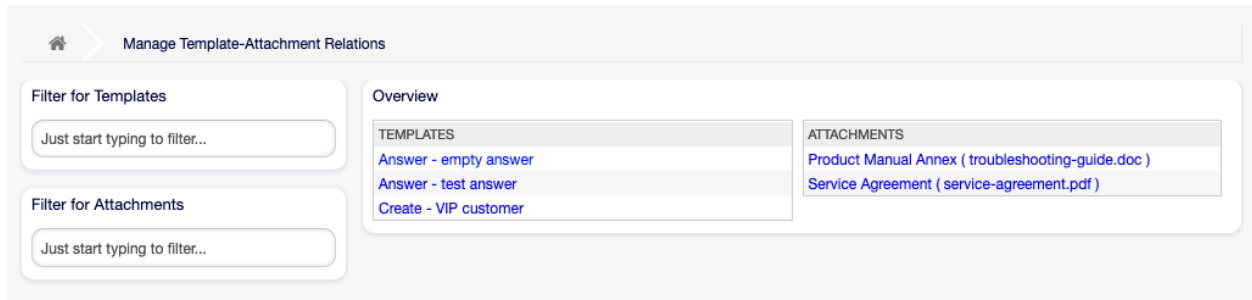 Manage Template-Attachment Relations
Filter for Templates
Just start typing to filter...
Filter for Attachments
Just start typing to filter...
Overview
TEMPLATES
Answer - empty answer
Answer - test answer
Create - VIP customer
ATTACHMENTS
Product Manual Annex ( troubleshooting-guide.doc )
Service Agreement ( service-agreement.pdf )